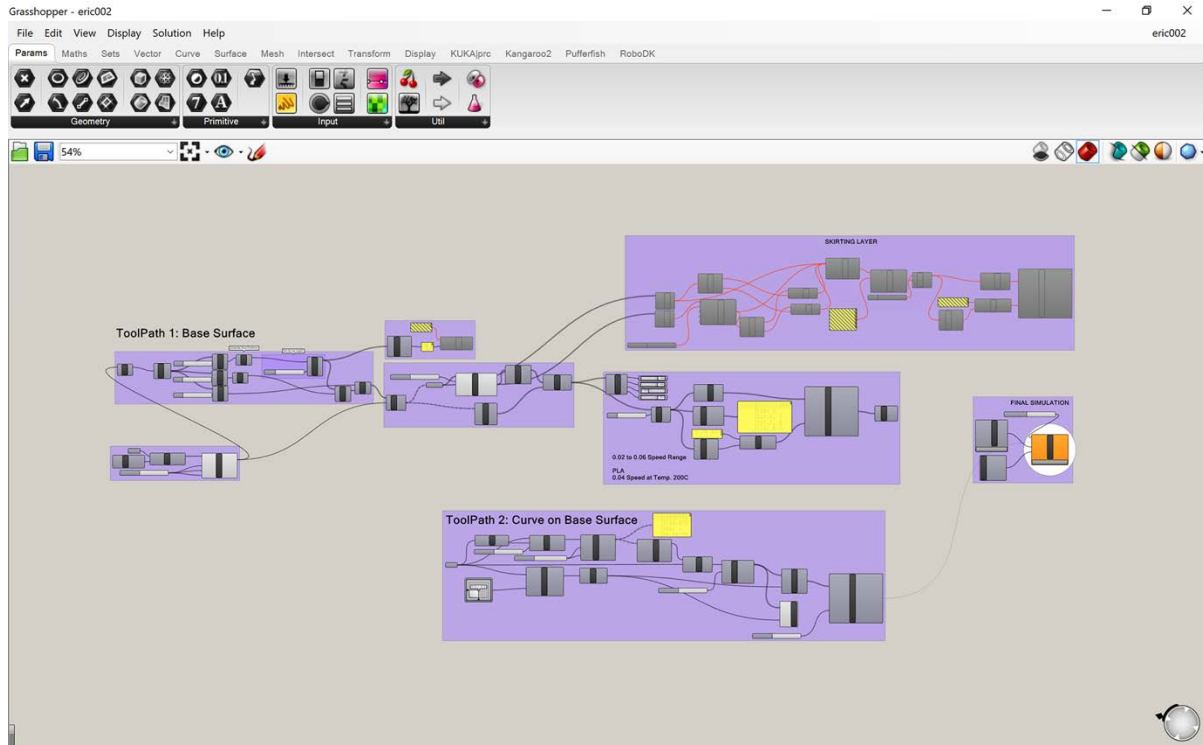 Grasshopper - eric002
File Edit View Display Solution Help
eric002
Params Maths Sets Vector Curve Surface Mesh Intersect Transform Display KUKA|prc Kangaroo2 Pufferfish RoboDK
Geometry Primitive Input Util
54%
SKIRTING LAYER
ToolPath 1: Base Surface
FINAL SIMULATION
0.02 to 0.06 Speed Range
PLA
0.04 Speed at Temp. 200C
ToolPath 2: Curve on Base Surface